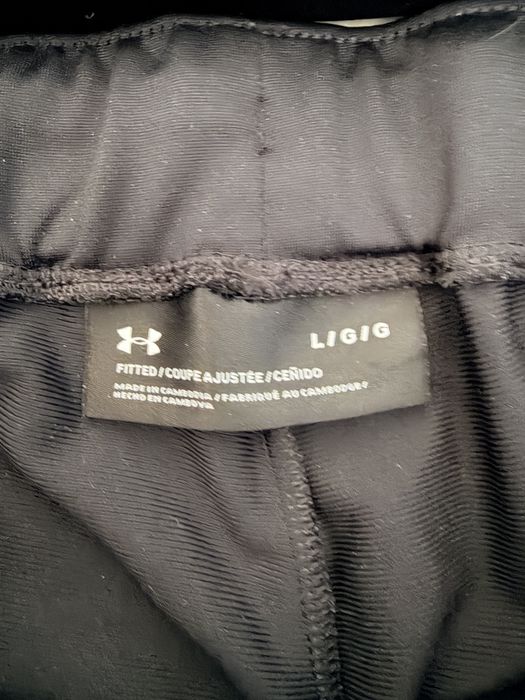 L/G/G
FITTED/COUPE AJUSTÉE/CEÑIDO
MADE IN CAMBODIA/FABRIQUÉ AU CAMBODGE/
HECHO EN CAMBOYA